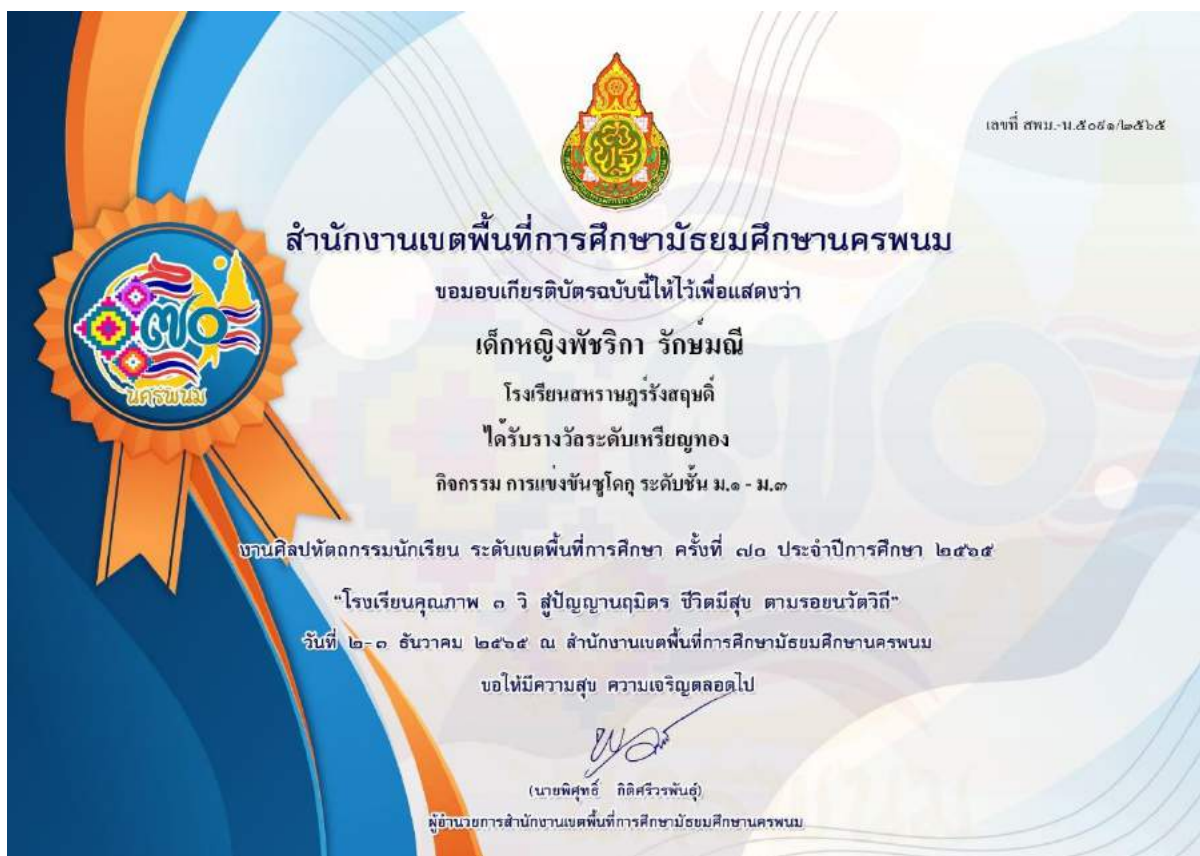 เลขที่ สพม.-น.๕๐๙๑/๒๕๖๕
สำนักงานเขตพื้นที่การศึกษามัธยมศึกษานครพนม
ขอมอบเกียรติบัตรฉบับนี้ให้ไว้เพื่อแสดงว่า
เด็กหญิงพัชริกา รักษ์มณี
โรงเรียนสหราษฎร์รังสฤษดิ์
ได้รับรางวัลระดับเหรียญทอง
กิจกรรม การแข่งขันซูโดกุ ระดับชั้น ม.๑ - ม.๓
งานศิลปหัตถกรรมนักเรียน ระดับเขตพื้นที่การศึกษา ครั้งที่ ๗๐ ประจำปีการศึกษา ๒๕๖๕
"โรงเรียนคุณภาพ ๓ วิ สู่ปัญญานฤมิตร ชีวิตมีสุข ตามรอยนวัตวิถี"
วันที่ ๒-๓ ธันวาคม ๒๕๖๕ ณ สำนักงานเขตพื้นที่การศึกษามัธยมศึกษานครพนม
ขอให้มีความสุข ความเจริญตลอดไป
(นายพิศุทธิ์ กิติศรีวรพันธุ์)
ผู้อำนวยการสำนักงานเขตพื้นที่การศึกษามัธยมศึกษานครพนม
๗๐
นครพนม